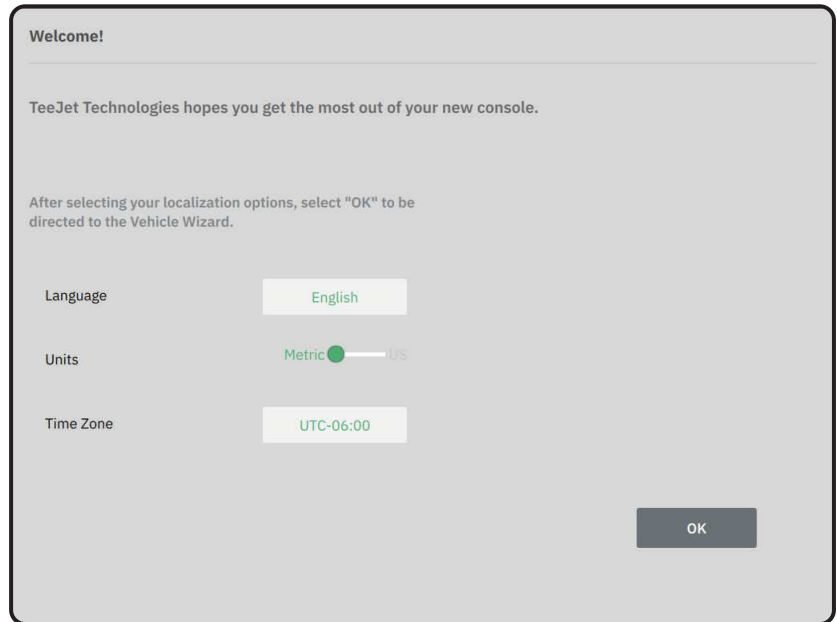 Welcome!
TeeJet Technologies hopes you get the most out of your new console.
After selecting your localization options, select "OK" to be
directed to the Vehicle Wizard.
Language English
Units Metric US
Time Zone UTC-06:00
OK